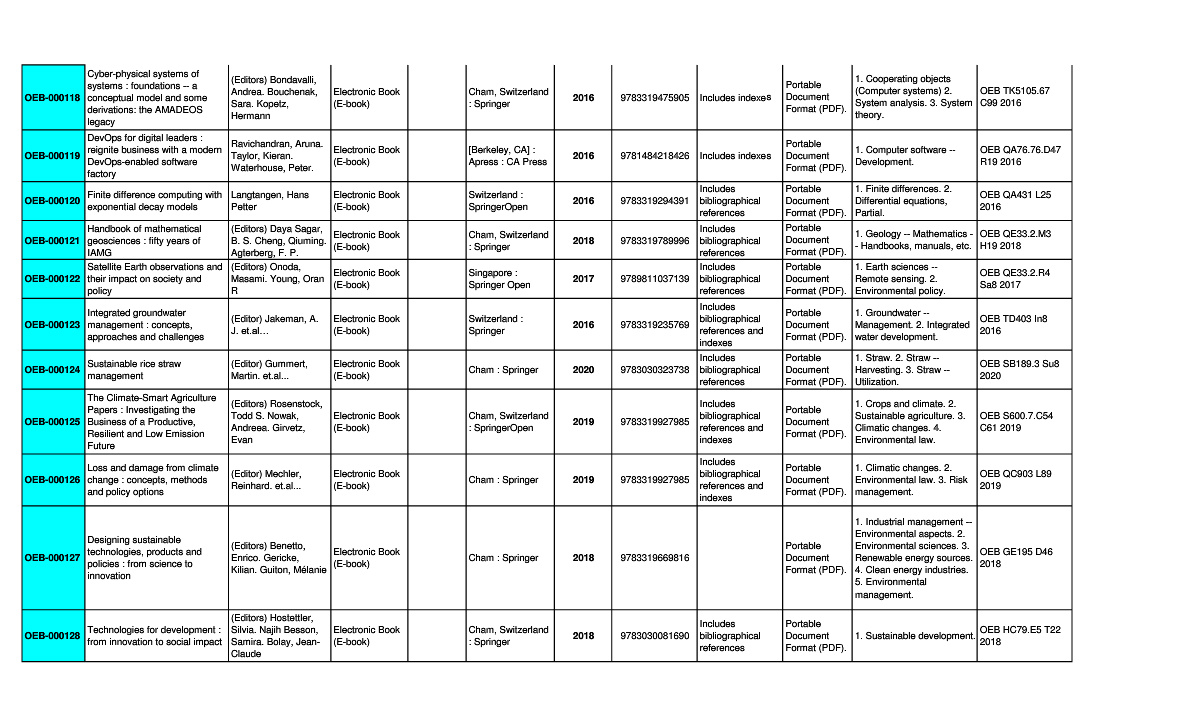 OEB-000118
Cyber-physical systems of
systems : foundations -- a
conceptual model and some
derivations: the AMADEOS
legacy
(Editors) Bondavalli,
Andrea. Bouchenak,
Sara. Kopetz,
Hermann
Electronic Book
(E-book)
Cham, Switzerland
: Springer
2016
9783319475905
Includes indexes
Portable
Document
Format (PDF).
1. Cooperating objects
(Computer systems) 2.
System analysis. 3. System
theory.
OEB TK5105.67
C99 2016
OEB-000119
DevOps for digital leaders :
reignite business with a modern
DevOps-enabled software
factory
Ravichandran, Aruna.
Taylor, Kieran.
Waterhouse, Peter.
Electronic Book
(E-book)
[Berkeley, CA] :
Apress : CA Press
2016
9781484218426
Includes indexes
Portable
Document
Format (PDF).
1. Computer software --
Development.
OEB QA76.76.D47
R19 2016
OEB-000120
Finite difference computing with
exponential decay models
Langtangen, Hans
Petter
Electronic Book
(E-book)
Switzerland :
SpringerOpen
2016
9783319294391
Includes
bibliographical
references
Portable
Document
Format (PDF).
1. Finite differences. 2.
Differential equations,
Partial.
OEB QA431 L25
2016
OEB-000121
Handbook of mathematical
geosciences : fifty years of
IAMG
(Editors) Daya Sagar,
B. S. Cheng, Qiuming.
Agterberg, F. P.
Electronic Book
(E-book)
Cham, Switzerland
: Springer
2018
9783319789996
Includes
bibliographical
references
Portable
Document
Format (PDF).
1. Geology -- Mathematics -
- Handbooks, manuals, etc.
OEB QE33.2.M3
H19 2018
OEB-000122
Satellite Earth observations and
their impact on society and
policy
(Editors) Onoda,
Masami. Young, Oran
R
Electronic Book
(E-book)
Singapore :
Springer Open
2017
9789811037139
Includes
bibliographical
references
Portable
Document
Format (PDF).
1. Earth sciences --
Remote sensing. 2.
Environmental policy.
OEB QE33.2.R4
Sa8 2017
OEB-000123
Integrated groundwater
management : concepts,
approaches and challenges
(Editor) Jakeman, A.
J. et.al...
Electronic Book
(E-book)
Switzerland :
Springer
2016
9783319235769
Includes
bibliographical
references and
indexes
Portable
Document
Format (PDF).
1. Groundwater --
Management. 2. Integrated
water development.
OEB TD403 In8
2016
OEB-000124
Sustainable rice straw
management
(Editor) Gummert,
Martin. et.al...
Electronic Book
(E-book)
Cham : Springer
2020
9783030323738
Includes
bibliographical
references
Portable
Document
Format (PDF).
1. Straw. 2. Straw --
Harvesting. 3. Straw --
Utilization.
OEB SB189.3 Su8
2020
OEB-000125
The Climate-Smart Agriculture
Papers : Investigating the
Business of a Productive,
Resilient and Low Emission
Future
(Editors) Rosenstock,
Todd S. Nowak,
Andreea. Girvetz,
Evan
Electronic Book
(E-book)
Cham, Switzerland
: SpringerOpen
2019
9783319927985
Includes
bibliographical
references and
indexes
Portable
Document
Format (PDF).
1. Crops and climate. 2.
Sustainable agriculture. 3.
Climatic changes. 4.
Environmental law.
OEB S600.7.C54
C61 2019
OEB-000126
Loss and damage from climate
change : concepts, methods
and policy options
(Editor) Mechler,
Reinhard. et.al...
Electronic Book
(E-book)
Cham : Springer
2019
9783319927985
Includes
bibliographical
references and
indexes
Portable
Document
Format (PDF).
1. Climatic changes. 2.
Environmental law. 3. Risk
management.
OEB QC903 L89
2019
OEB-000127
Designing sustainable
technologies, products and
policies : from science to
innovation
(Editors) Benetto,
Enrico. Gericke,
Kilian. Guiton, Mélanie
Electronic Book
(E-book)
Cham : Springer
2018
9783319669816
Portable
Document
Format (PDF).
1. Industrial management --
Environmental aspects. 2.
Environmental sciences. 3.
Renewable energy sources.
4. Clean energy industries.
5. Environmental
management.
OEB GE195 D46
2018
OEB-000128
Technologies for development :
from innovation to social impact
(Editors) Hostettler,
Silvia. Najih Besson,
Samira. Bolay, Jean-
Claude
Electronic Book
(E-book)
Cham, Switzerland
: Springer
2018
9783030081690
Includes
bibliographical
references
Portable
Document
Format (PDF).
1. Sustainable development.
OEB HC79.E5 T22
2018